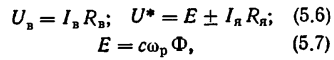 U_в = I_в R_в;   U* = E ± I_я R_я;   (5.6)
E = cω_р Φ,   (5.7)